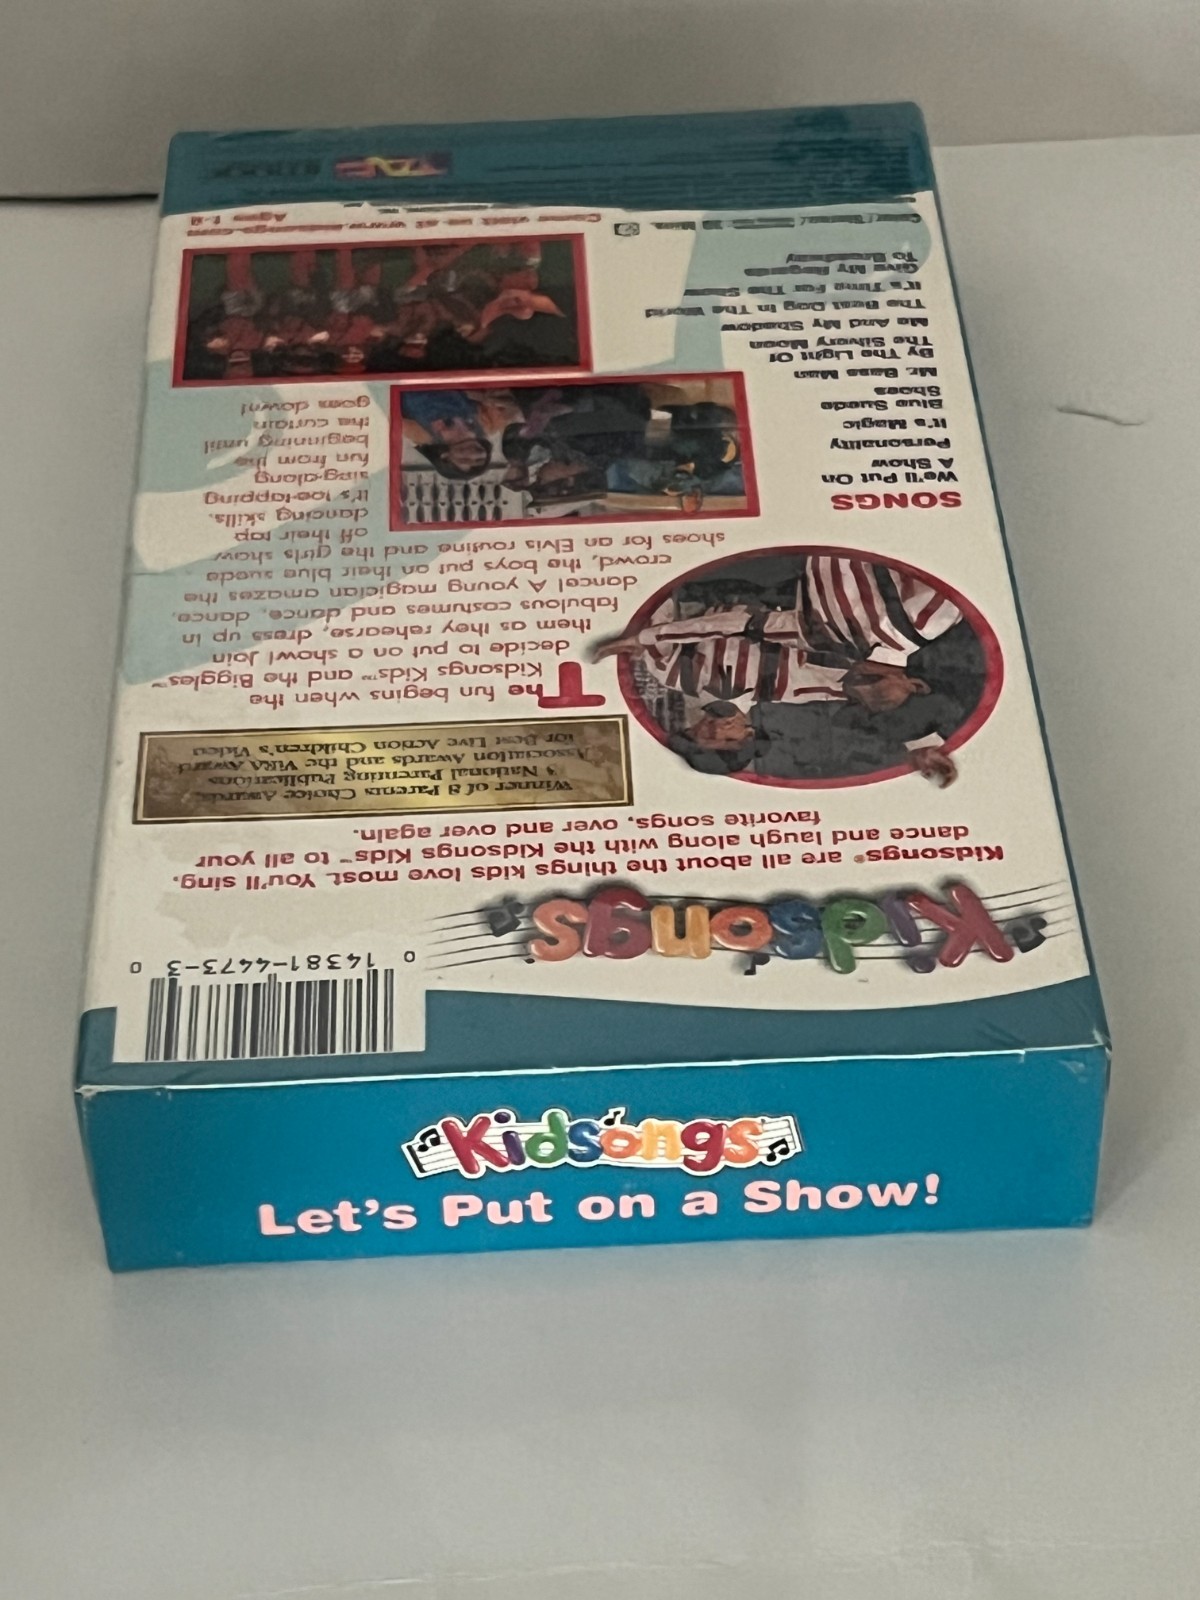 Kidsongs
Let's Put on a Show!
0 14381-4473-3 0
Kidsongs
Kidsongs® are all about the things kids love most. You'll sing,
dance and laugh along with the Kidsongs Kids™ to all your
favorite songs, over and over again.
Winner of 8 Parents Choice Awards,
3 National Parenting Publications
Association Awards and the ViRA Award
for Best Live Action Children's Video
The fun begins when the
Kidsongs Kids™ and the Biggles™
decide to put on a show! Join
them as they rehearse, dress up in
fabulous costumes and dance, dance,
dance! A young magician amazes the
crowd, the boys put on their blue suede
shoes for an Elvis routine and the girls show
off their tap
dancing skills.
It's toe-tapping
sing-along
fun from the
beginning until
the curtain
goes down!
SONGS
We'll Put On
A Show
Personality
It's Magic
Blue Suede
Shoes
Mr. Bass Man
By The Light Of
The Silvery Moon
Me And My Shadow
The Best Dog In The World
It's Time For The Show
Give My Regards
To Broadway
Come visit us at www.kidsongs.com
Ages 1-8